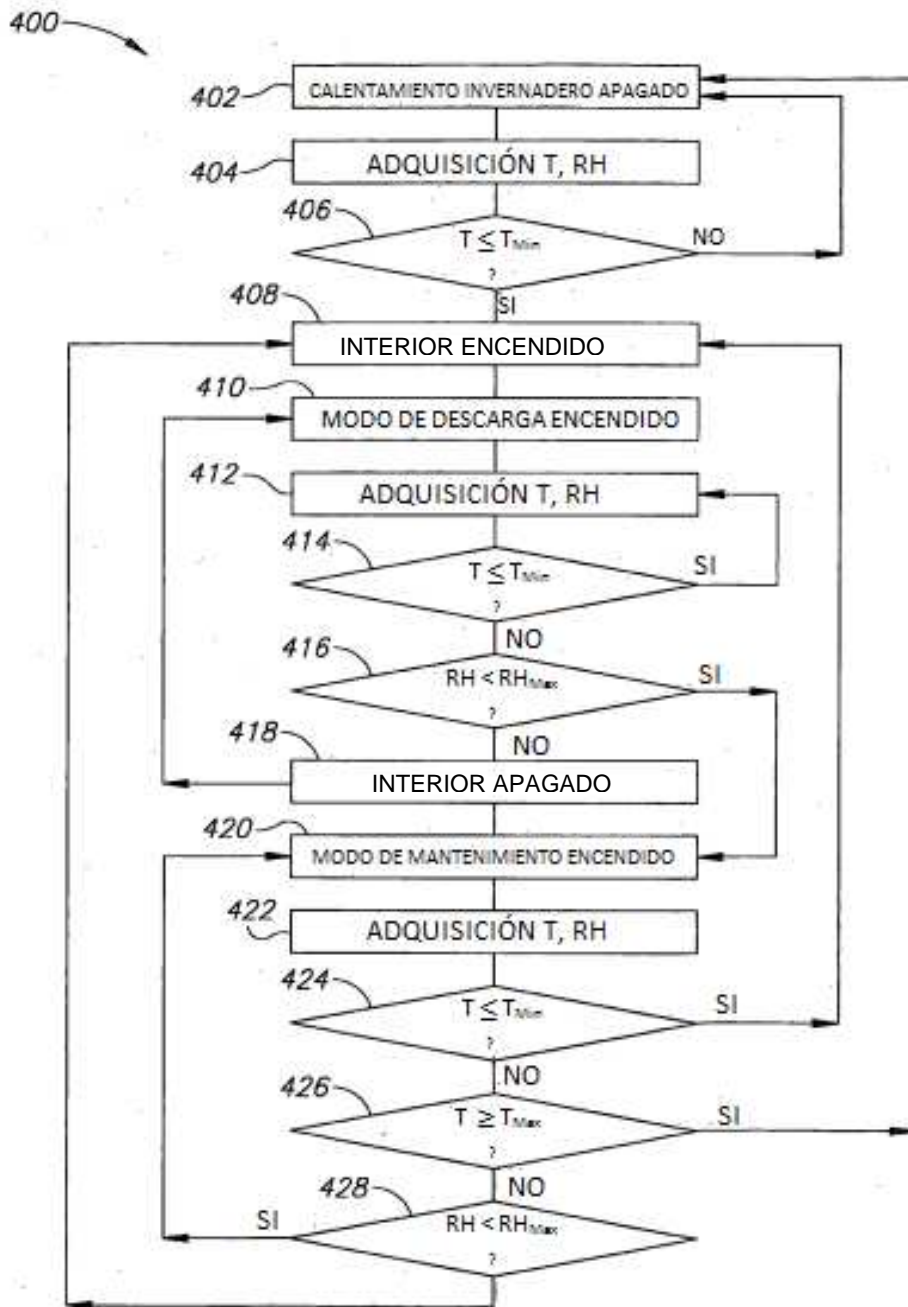 400
402
CALENTAMIENTO INVERNADERO APAGADO
404
ADQUISICIÓN T, RH
406
T ≤ TMin
?
NO
SI
408
INTERIOR ENCENDIDO
410
MODO DE DESCARGA ENCENDIDO
412
ADQUISICIÓN T, RH
414
T ≤ TMin
?
SI
NO
416
RH < RHMax
?
SI
NO
418
INTERIOR APAGADO
420
MODO DE MANTENIMIENTO ENCENDIDO
422
ADQUISICIÓN T, RH
424
T ≤ TMin
?
SI
NO
426
T ≥ TMax
?
SI
NO
428
RH < RHMax
?
SI